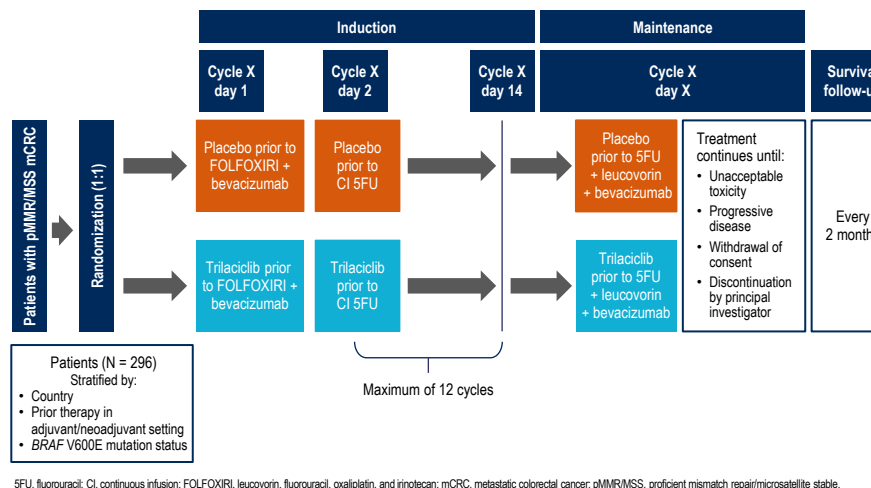 Induction
Maintenance
Cycle X
day 1
Cycle X
day 2
Cycle X
day 14
Cycle X
day X
Surviva
follow-u
Patients with pMMR/MSS mCRC
Randomization (1:1)
Placebo prior to
FOLFOXIRI +
bevacizumab
Placebo
prior to
CI 5FU
Placebo
prior to 5FU
+ leucovorin
+ bevacizumab
Trilaciclib prior
to FOLFOXIRI +
bevacizumab
Trilaciclib
prior to
CI 5FU
Trilaciclib
prior to 5FU
+ leucovorin
+ bevacizumab
Treatment
continues until:
• Unacceptable
toxicity
• Progressive
disease
• Withdrawal of
consent
• Discontinuation
by principal
investigator
Every
2 month
Patients (N = 296)
Stratified by:
• Country
• Prior therapy in
adjuvant/neoadjuvant setting
• BRAF V600E mutation status
Maximum of 12 cycles
5FU, fluorouracil; CI, continuous infusion; FOLFOXIRI, leucovorin, fluorouracil, oxaliplatin, and irinotecan; mCRC, metastatic colorectal cancer; pMMR/MSS, proficient mismatch repair/microsatellite stable.